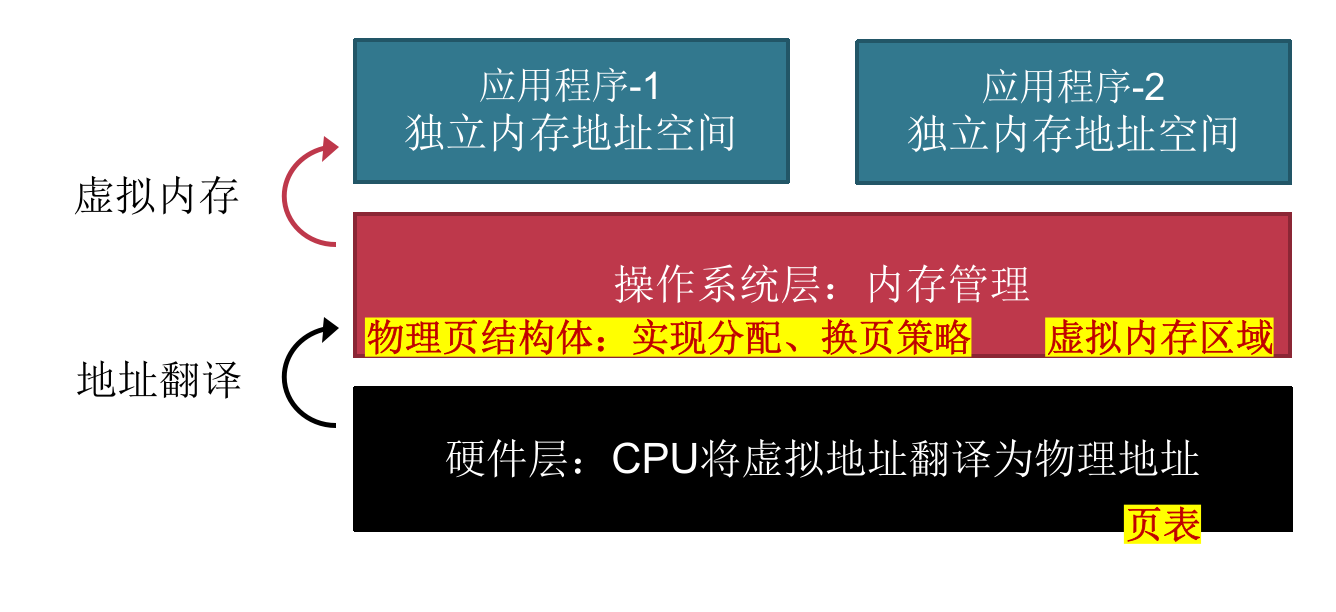 应用程序-1
独立内存地址空间
应用程序-2
独立内存地址空间
虚拟内存
操作系统层：内存管理
物理页结构体：实现分配、换页策略
虚拟内存区域
地址翻译
硬件层：CPU将虚拟地址翻译为物理地址
页表